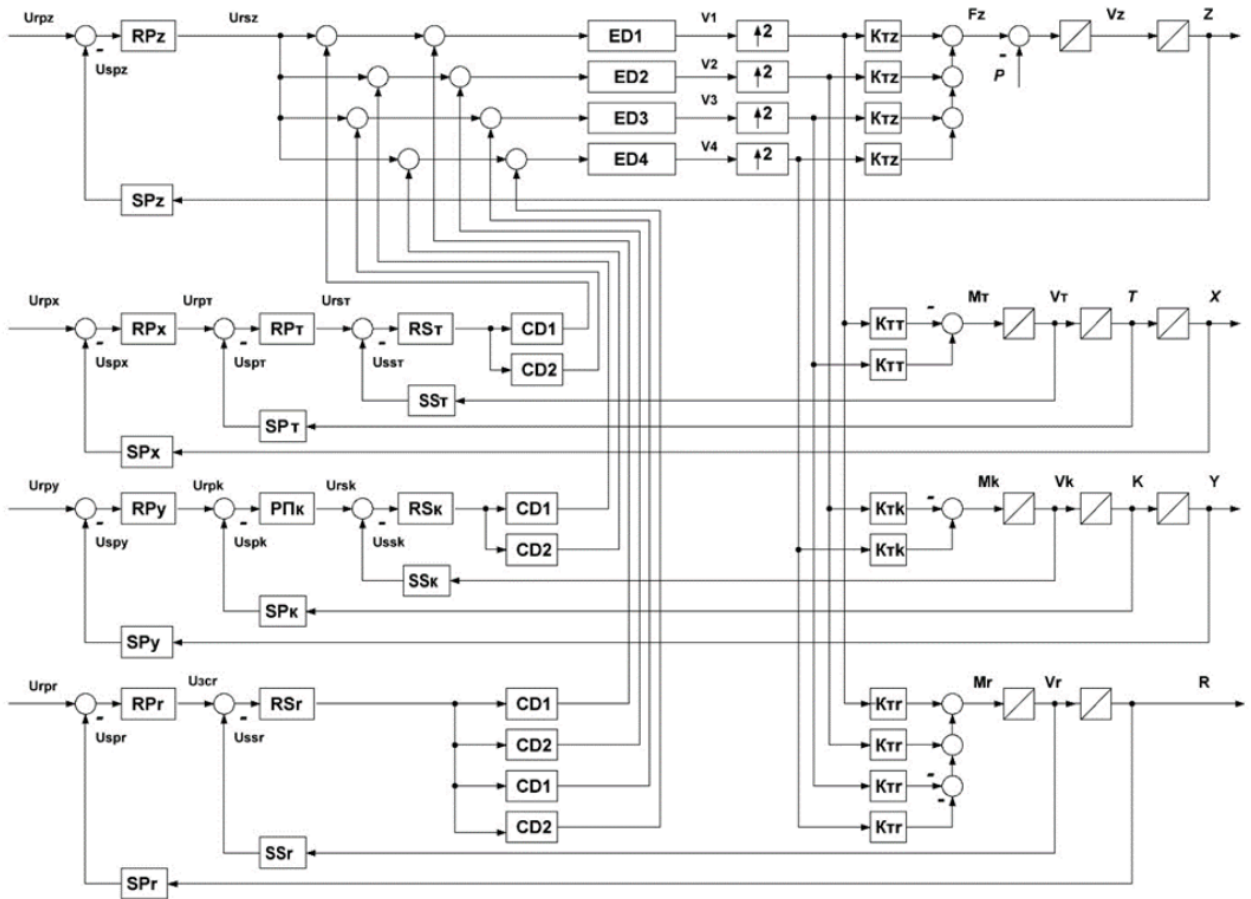 Urpz
RPz
Ursz
Uspz
ED1
V1
2
Kтz
Fz
Vz
Z
P
ED2
V2
2
Kтz
ED3
V3
2
Kтz
ED4
V4
2
Kтz
SPz
Urpx
RPx
Urpт
RPт
Ursт
RSт
CD1
CD2
Uspx
Uspт
Ussт
SSт
SPт
SPx
Kтт
Kтт
Mт
Vт
T
X
Urpy
RPy
Urpk
РПк
Ursk
RSк
CD1
CD2
Uspy
Uspk
Ussk
SSк
SPк
SPy
Kтk
Kтk
Mk
Vk
K
Y
Urpr
RPr
Uзcr
RSr
CD1
CD2
CD1
CD2
Uspr
Ussr
SSr
SPr
Kтr
Kтr
Kтr
Kтr
Mr
Vr
R